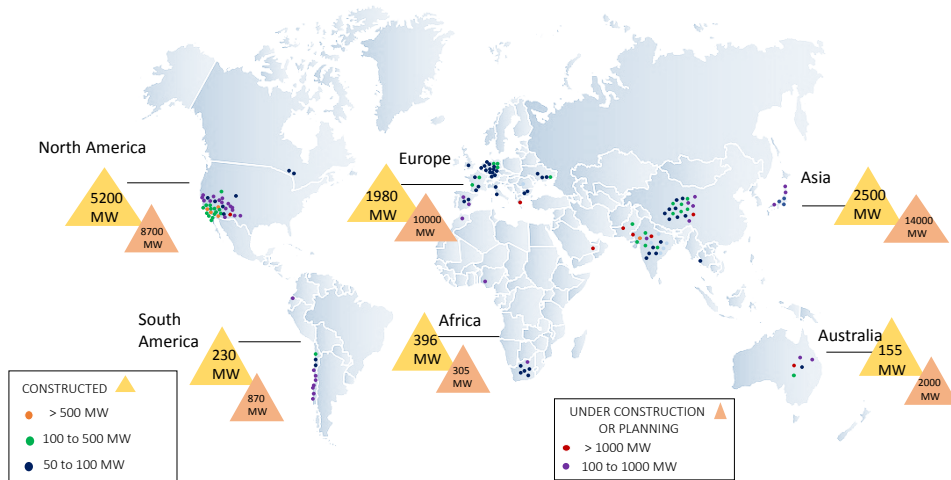 North America
5200
MW
8700
MW
Europe
1980
MW
10000
MW
Asia
2500
MW
14000
MW
South
America
230
MW
870
MW
Africa
396
MW
305
MW
Australia
155
MW
2000
MW
CONSTRUCTED
> 500 MW
100 to 500 MW
50 to 100 MW
UNDER CONSTRUCTION
OR PLANNING
> 1000 MW
100 to 1000 MW